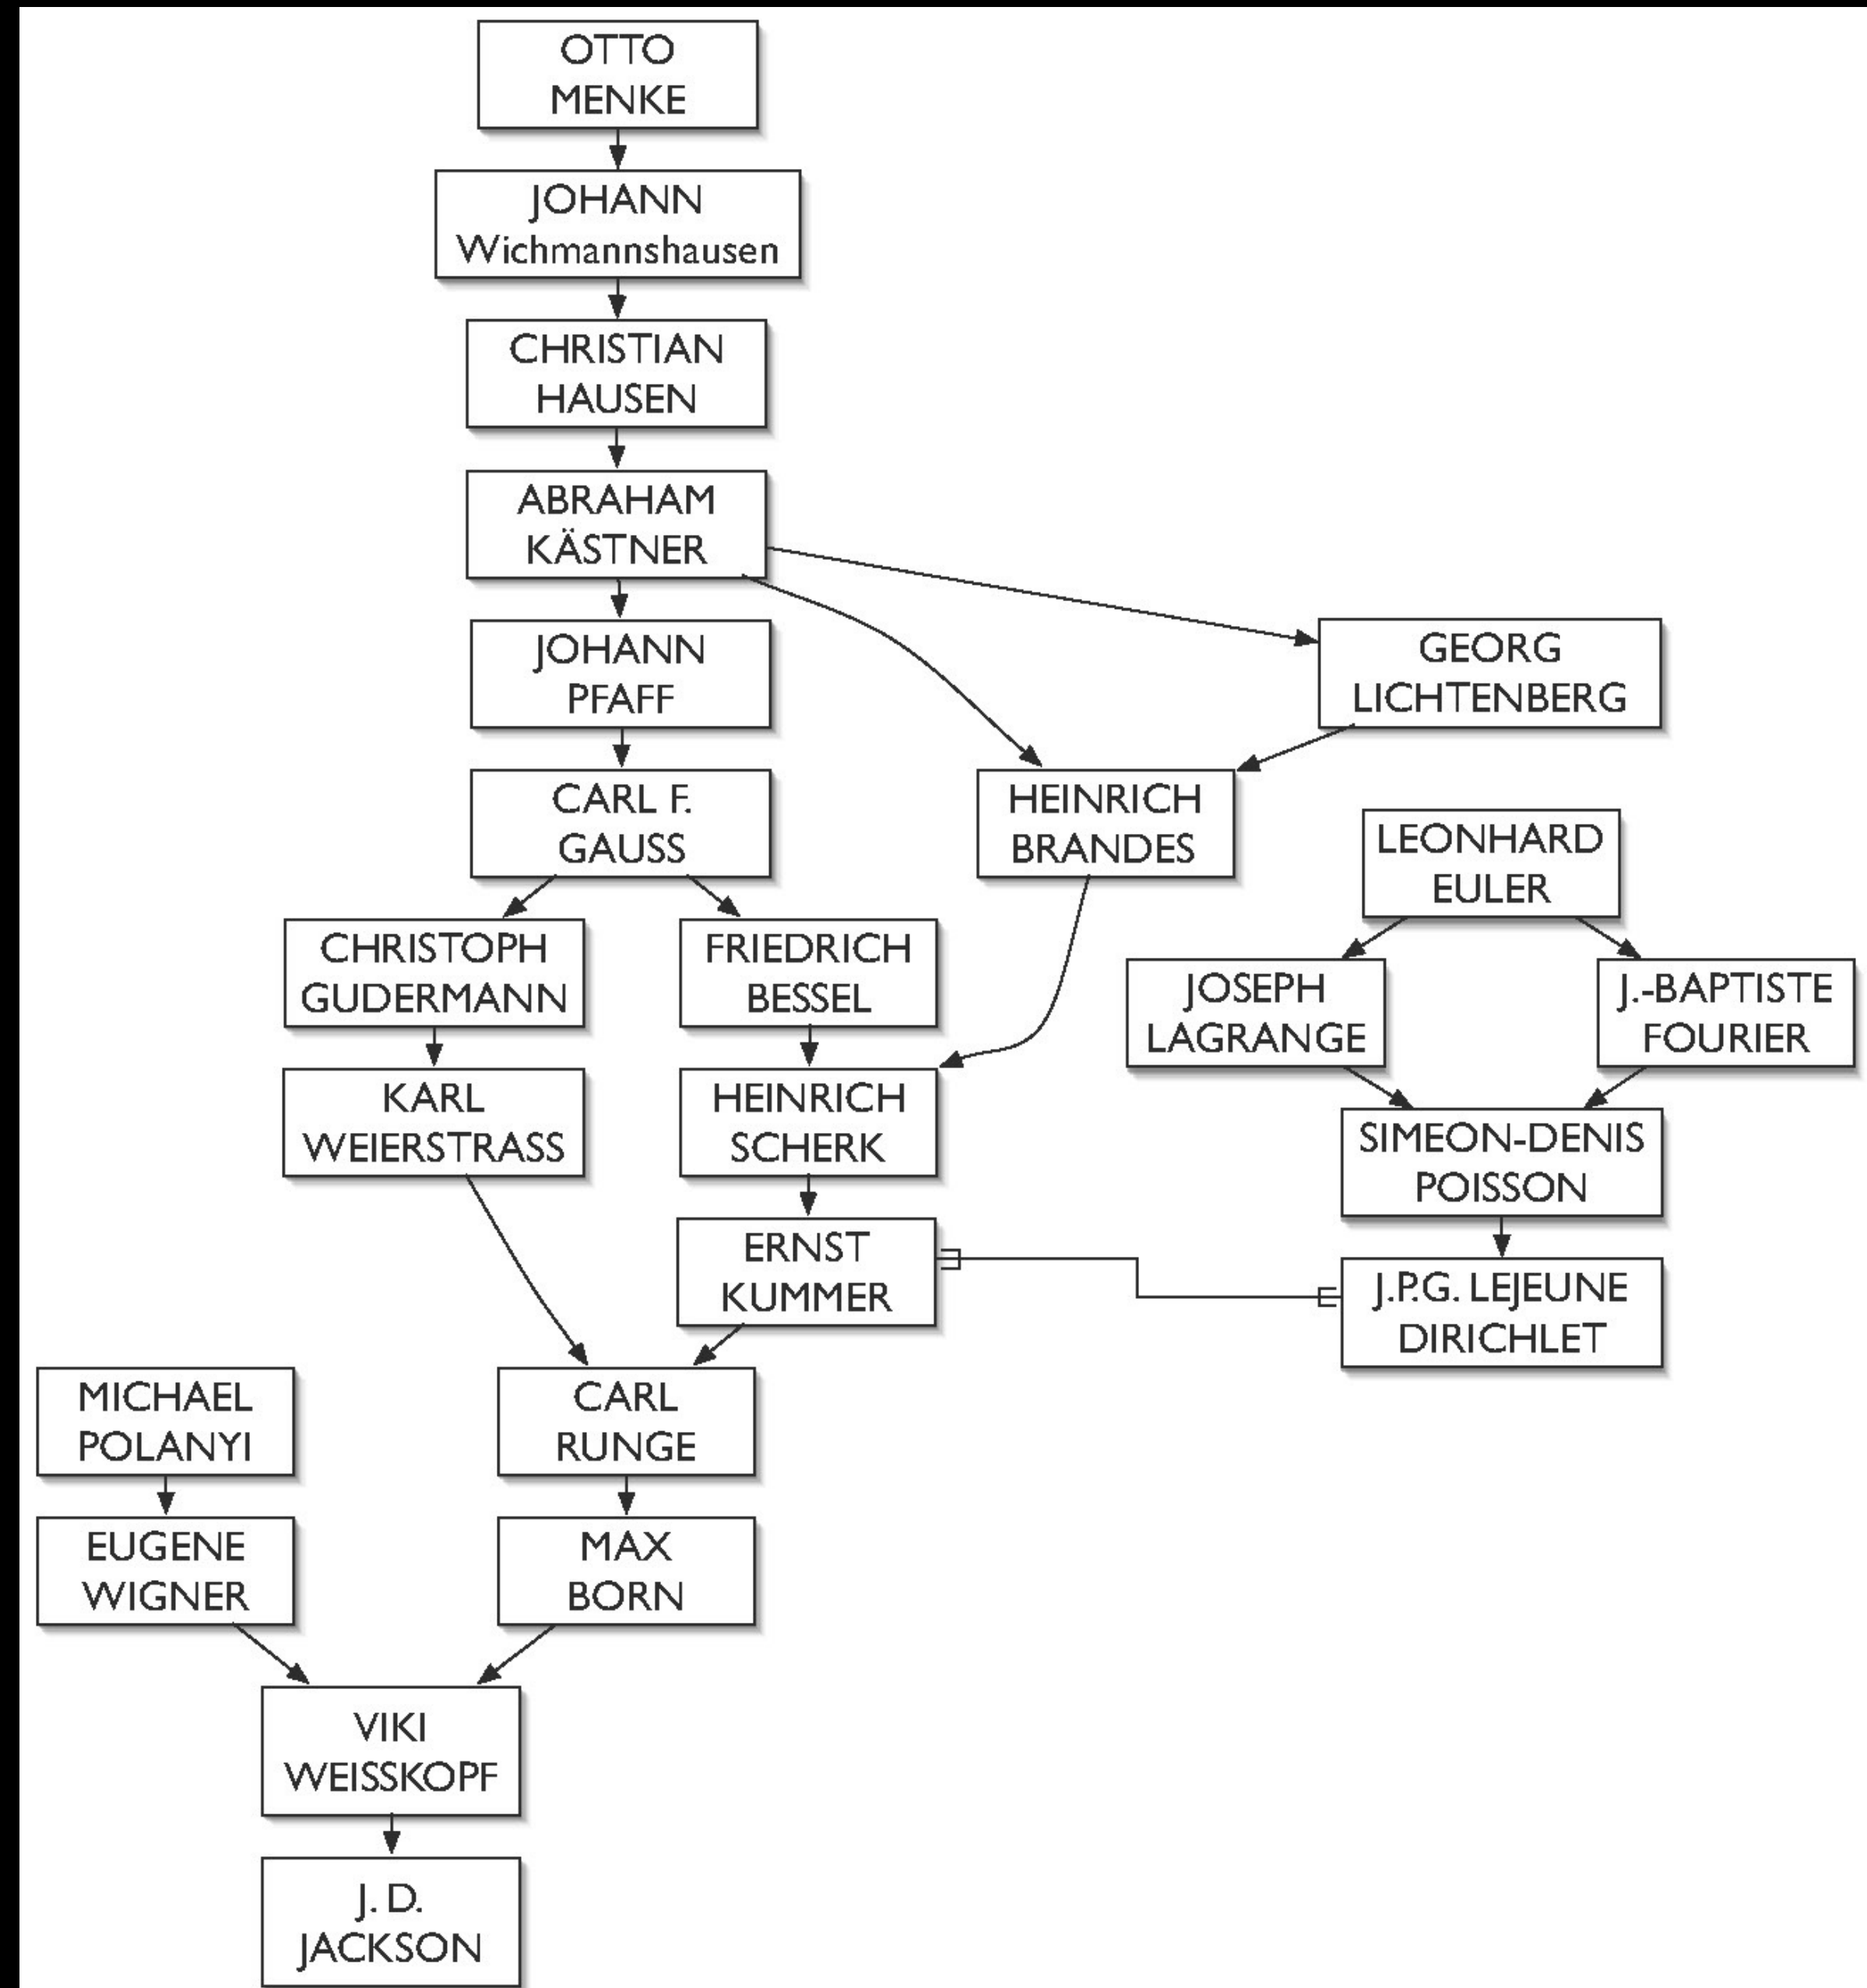 OTTO
MENKE
JOHANN
Wichmannshausen
CHRISTIAN
HAUSEN
ABRAHAM
KÄSTNER
JOHANN
PFAFF
GEORG
LICHTENBERG
CARL F.
GAUSS
HEINRICH
BRANDES
LEONHARD
EULER
CHRISTOPH
GUDERMANN
FRIEDRICH
BESSEL
JOSEPH
LAGRANGE
J.-BAPTISTE
FOURIER
KARL
WEIERSTRASS
HEINRICH
SCHERK
SIMEON-DENIS
POISSON
ERNST
KUMMER
J.P.G. LEJEUNE
DIRICHLET
MICHAEL
POLANYI
CARL
RUNGE
EUGENE
WIGNER
MAX
BORN
VIKI
WEISSKOPF
J. D.
JACKSON